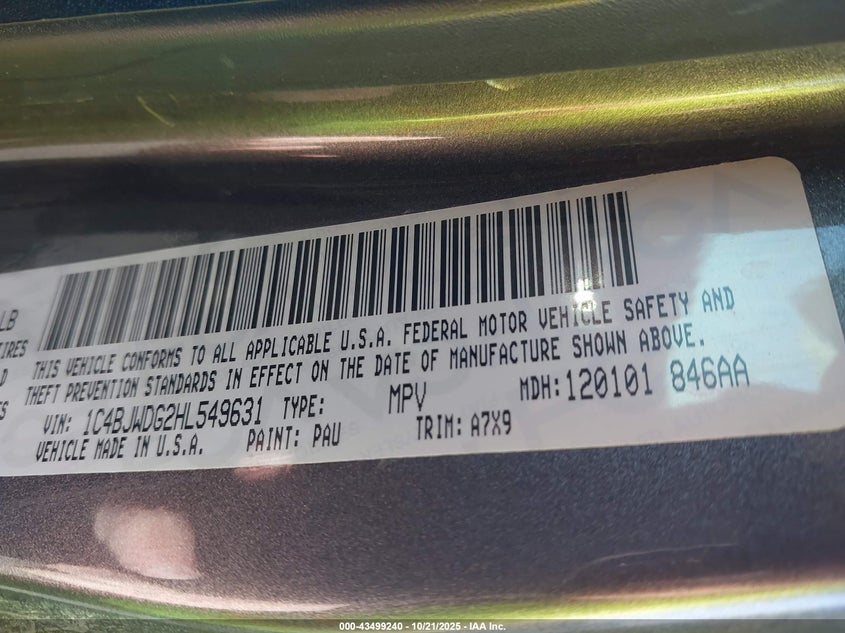 LB
THIS VEHICLE CONFORMS TO ALL APPLICABLE U.S.A. FEDERAL MOTOR VEHICLE SAFETY AND
THEFT PREVENTION STANDARDS IN EFFECT ON THE DATE OF MANUFACTURE SHOWN ABOVE.
VIN: 1C4BJWDG2HL549631 TYPE: MPV MDH: 120101 846AA
VEHICLE MADE IN U.S.A. PAINT: PAU TRIM: A7X9
000-43499240 - 10/21/2025 - IAA Inc.